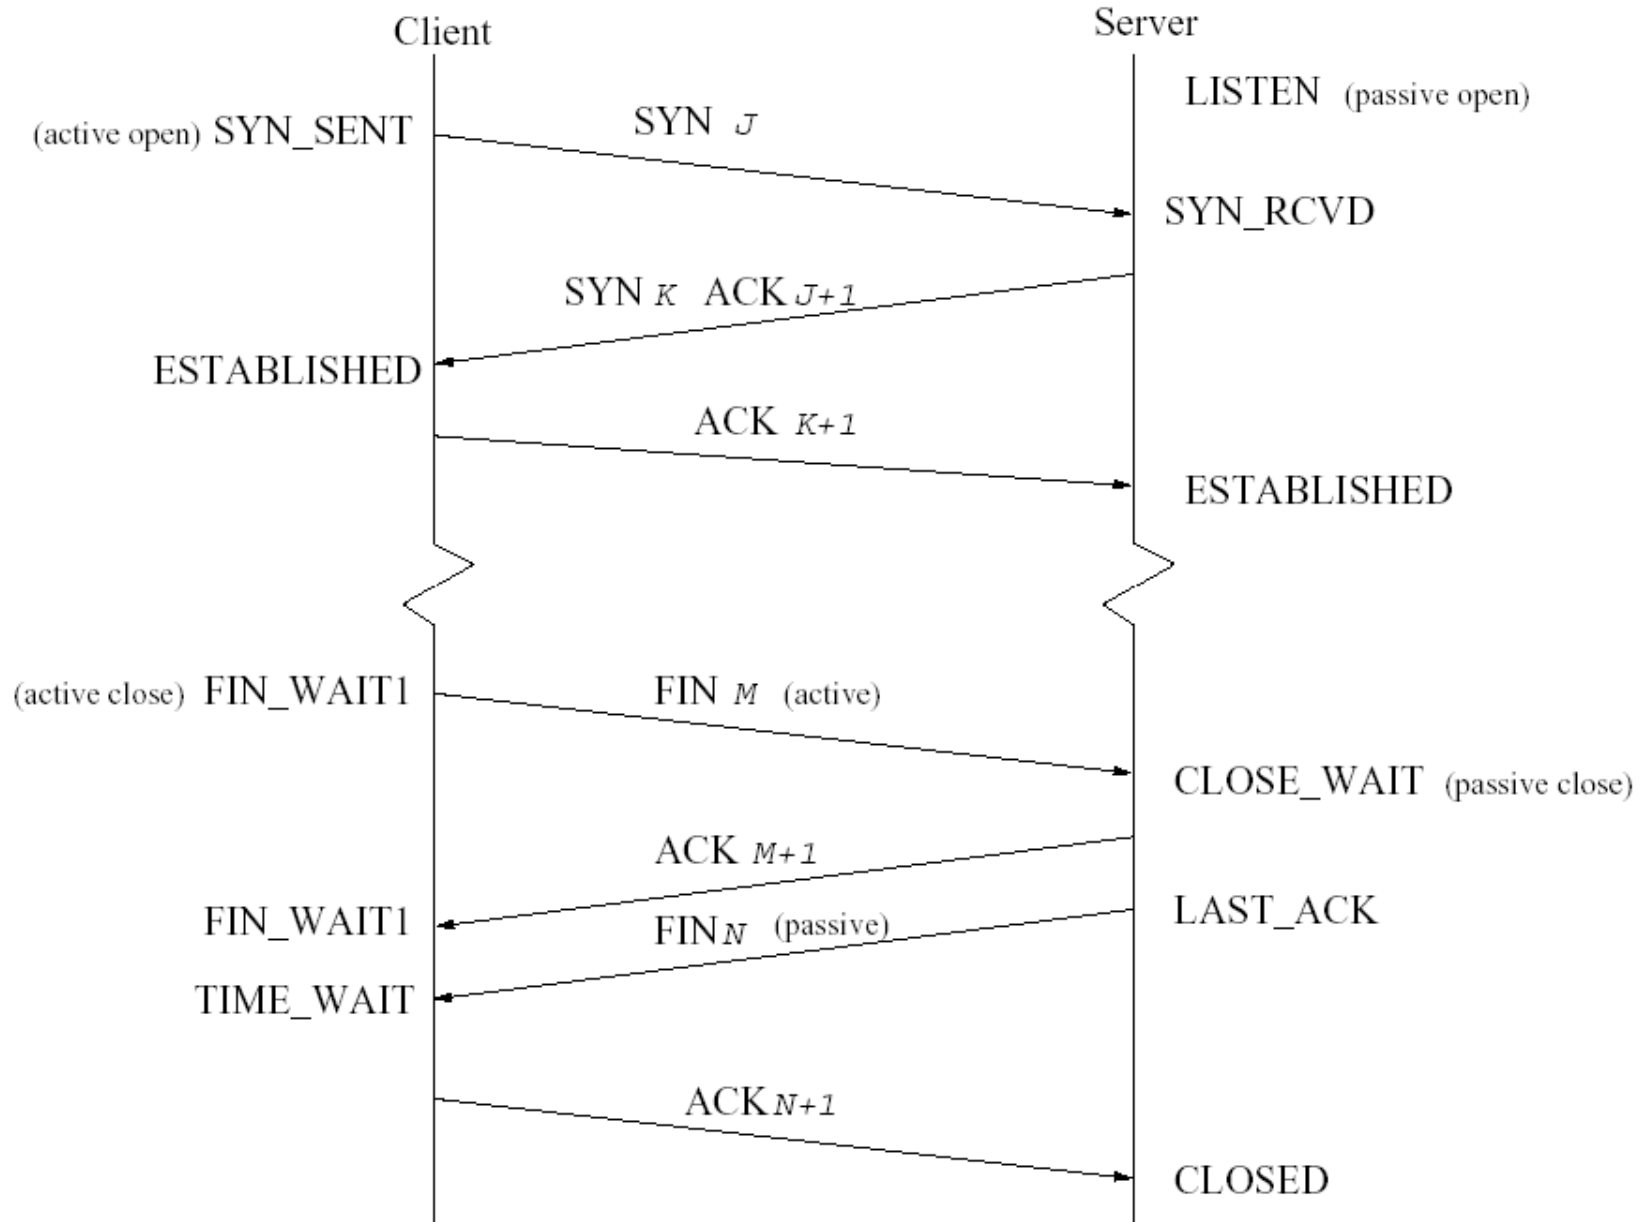 Client
Server
LISTEN (passive open)
(active open) SYN_SENT
SYN J
SYN_RCVD
SYN K ACK J+1
ESTABLISHED
ACK K+1
ESTABLISHED
(active close) FIN_WAIT1
FIN M (active)
CLOSE_WAIT (passive close)
ACK M+1
FIN_WAIT1
LAST_ACK
FIN N (passive)
TIME_WAIT
ACK N+1
CLOSED